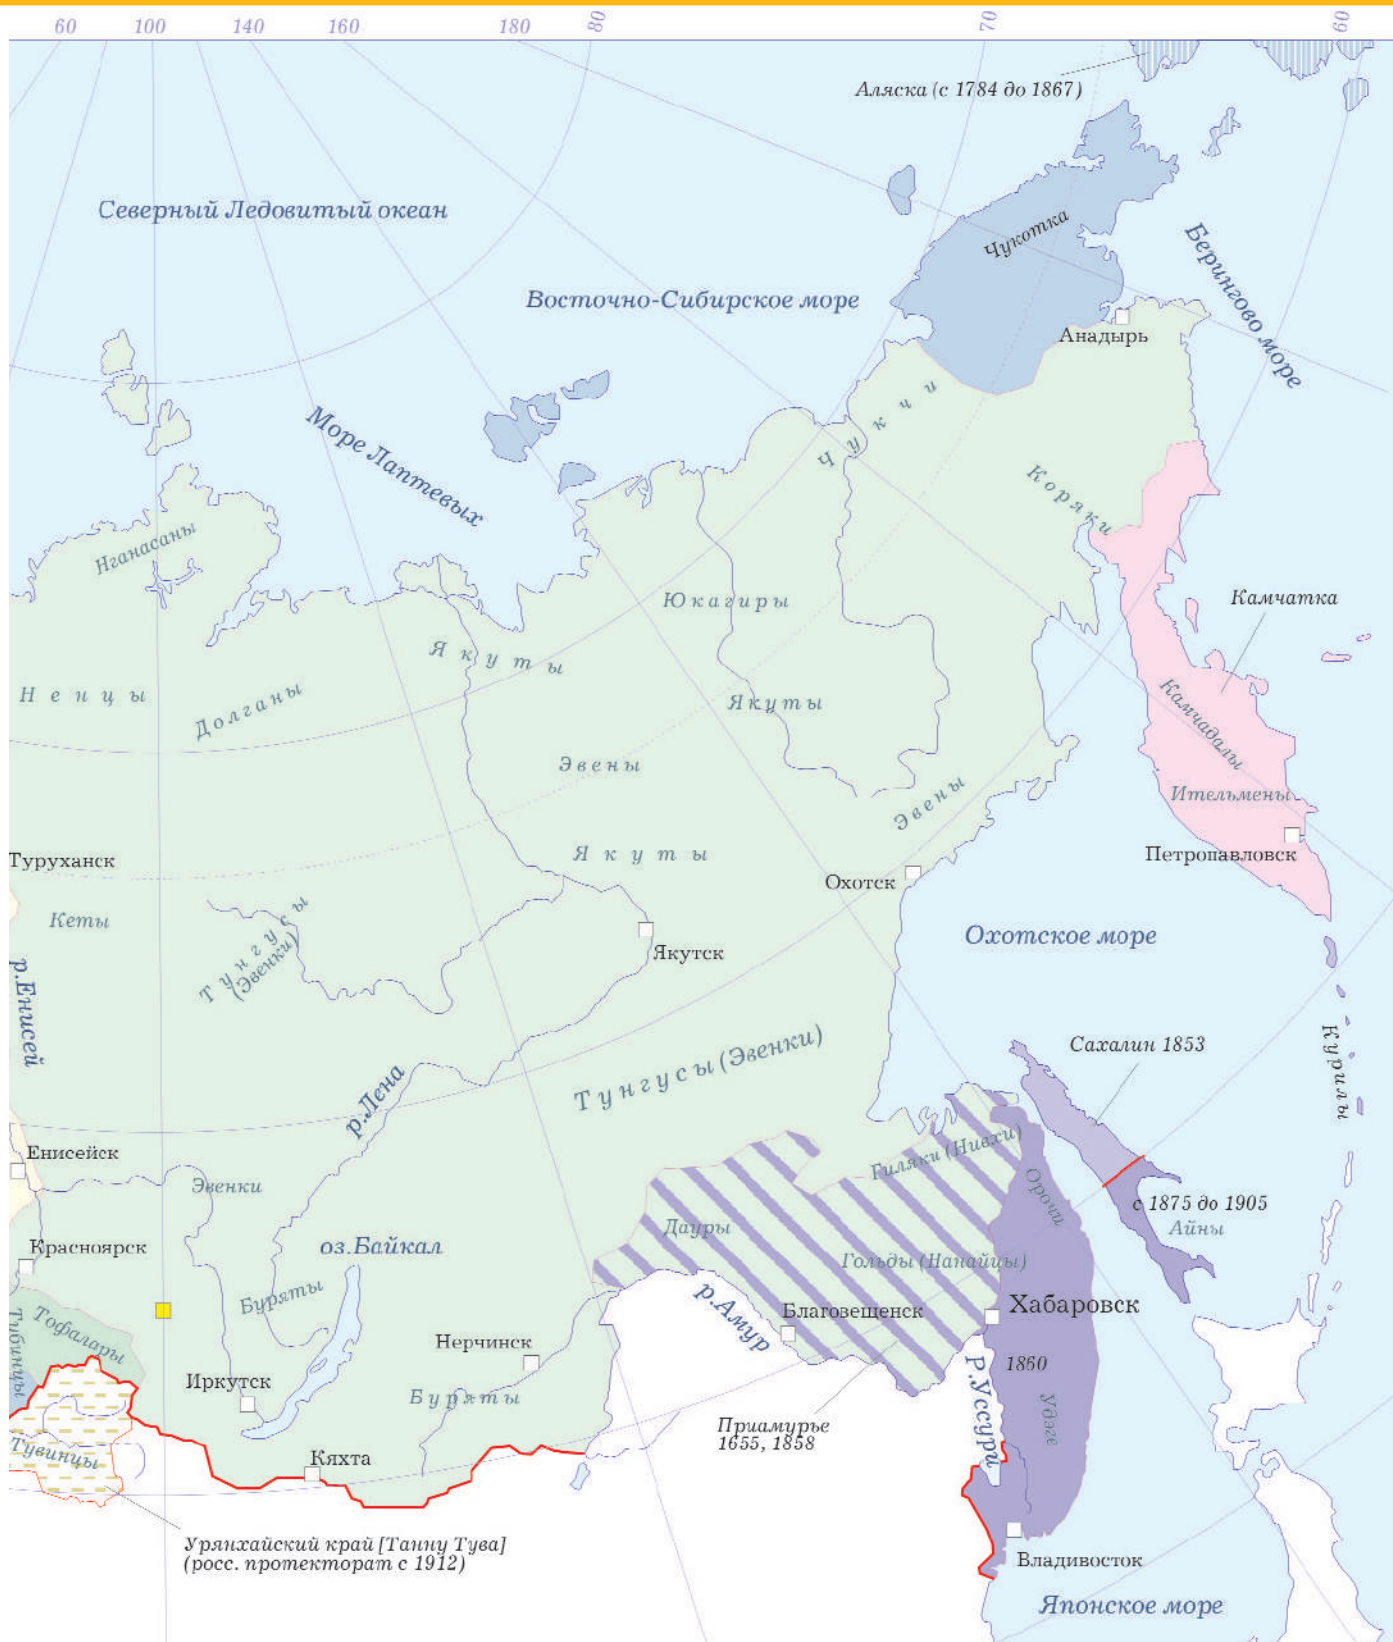 60
100
140
160
180
80
70
60
Аляска (с 1784 до 1867)
Северный Ледовитый океан
Чукотка
Берингово море
Восточно-Сибирское море
Анадырь
Чукчи
Море Лаптевых
Коряки
Нганасаны
Юкагиры
Камчатка
Якуты
Ненцы
Долганы
Якуты
Камчадалы
Эвены
Эвены
Ительмены
Якуты
Петропавловск
Туруханск
Охотск
Кеты
Тунгусы
(Эвенки)
Якутск
Охотское море
р.Енисей
Тунгусы (Эвенки)
Сахалин 1853
Курилы
р.Лена
Гиляки (Нивхи)
Енисейск
Эвенки
Орочи
с 1875 до 1905
Айны
Дауры
Красноярск
оз.Байкал
Гольды (Нанайцы)
Буряты
р.Амур
Благовещенск
Хабаровск
Тофалары
Тубинцы
Нерчинск
1860
Иркутск
Буряты
Р.Уссури
Удэге
Приамурье
1655, 1858
Тувинцы
Кяхта
Урянхайский край [Танну Тува]
(росс. протекторат с 1912)
Владивосток
Японское море